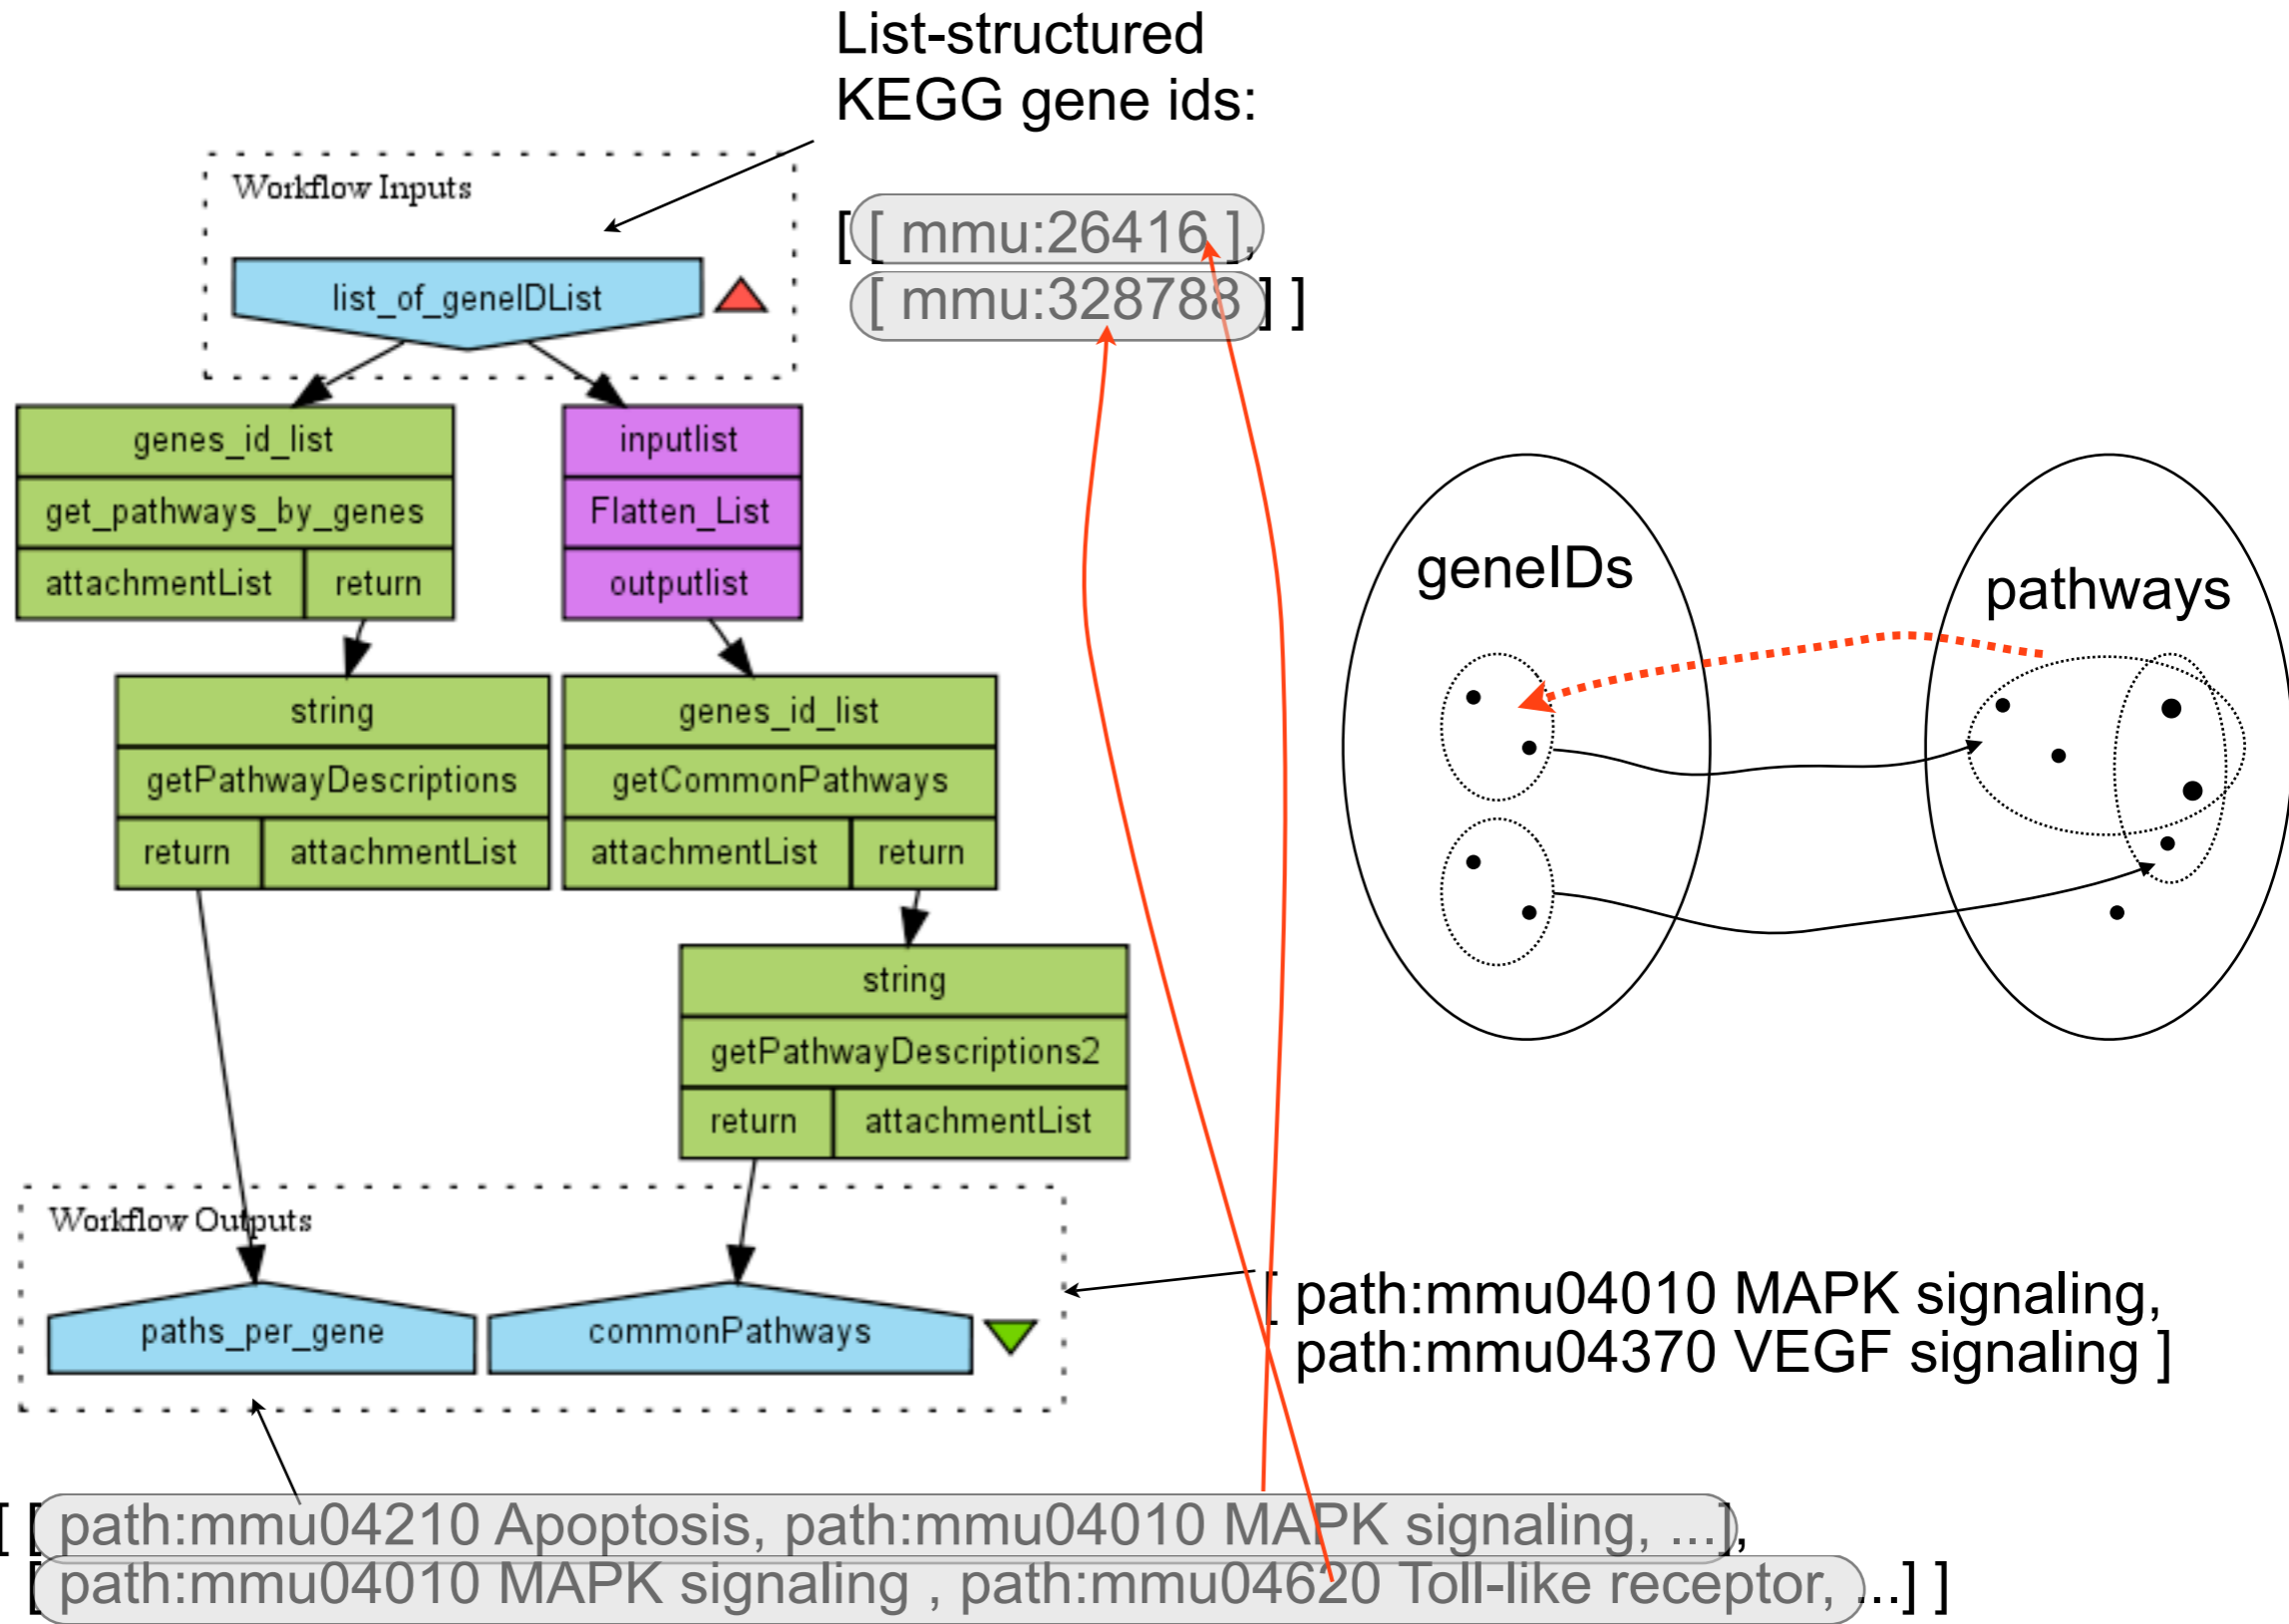 List-structured
KEGG gene ids:
Workflow Inputs
[ [ mmu:26416 ],
[ mmu:328788 ] ]
list_of_geneIDList
genes_id_list
get_pathways_by_genes
attachmentList return
inputlist
Flatten_List
outputlist
geneIDs
pathways
string
getPathwayDescriptions
return attachmentList
genes_id_list
getCommonPathways
attachmentList return
string
getPathwayDescriptions2
return attachmentList
Workflow Outputs
paths_per_gene
commonPathways
[ path:mmu04010 MAPK signaling,
path:mmu04370 VEGF signaling ]
[ [ path:mmu04210 Apoptosis, path:mmu04010 MAPK signaling, ...],
[ path:mmu04010 MAPK signaling , path:mmu04620 Toll-like receptor, ...] ]